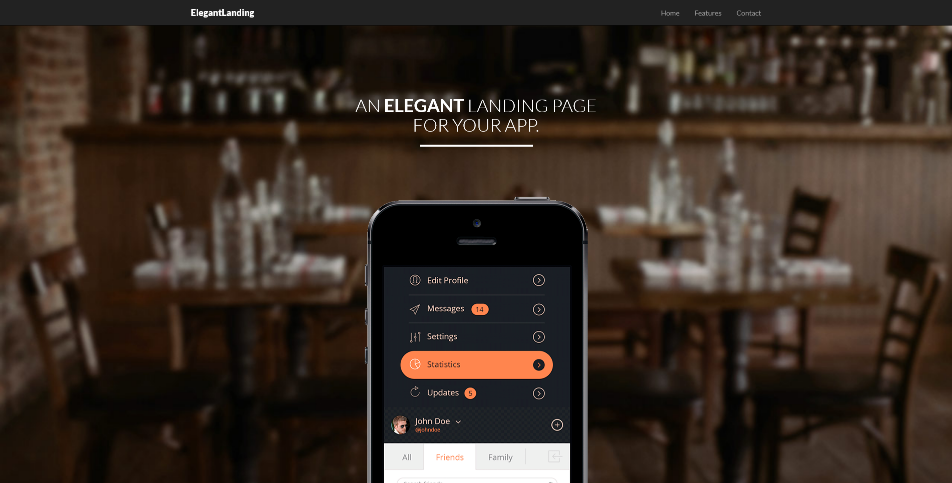 ElegantLanding
Home Features Contact
AN ELEGANT LANDING PAGE
FOR YOUR APP.
Edit Profile
Messages 14
Settings
Statistics
Updates 5
John Doe
@johndoe
All Friends Family